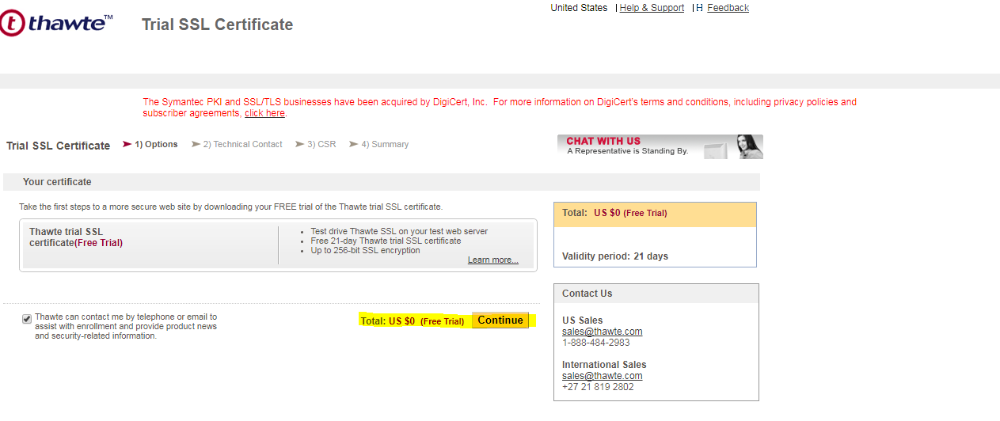 United States | Help & Support | H Feedback
thawte™ Trial SSL Certificate
The Symantec PKI and SSL/TLS businesses have been acquired by DigiCert, Inc. For more information on DigiCert's terms and conditions, including privacy policies and
subscriber agreements, click here.
Trial SSL Certificate 1) Options 2) Technical Contact 3) CSR 4) Summary
CHAT WITH US
A Representative is Standing By.
Your certificate
Take the first steps to a more secure web site by downloading your FREE trial of the Thawte trial SSL certificate.
Thawte trial SSL
certificate(Free Trial)
• Test drive Thawte SSL on your test web server
• Free 21-day Thawte trial SSL certificate
• Up to 256-bit SSL encryption
Learn more...
Total: US $0 (Free Trial)
Validity period: 21 days
Thawte can contact me by telephone or email to
assist with enrollment and provide product news
and security-related information.
Total: US $0 (Free Trial) Continue
Contact Us
US Sales
sales@thawte.com
1-888-484-2983
International Sales
sales@thawte.com
+27 21 819 2802